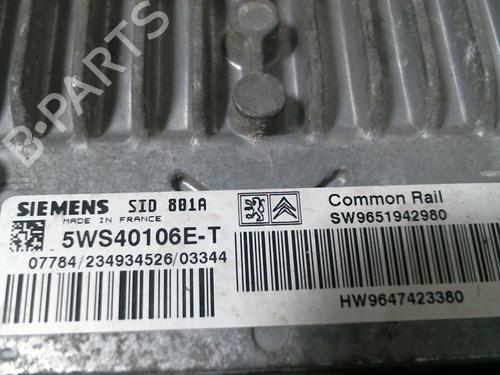 B-PARTS
SIEMENS SID 801A
MADE IN FRANCE
5WS40106E-T
07784/234934526/03344
Common Rail
SW9651942980
HW9647423380